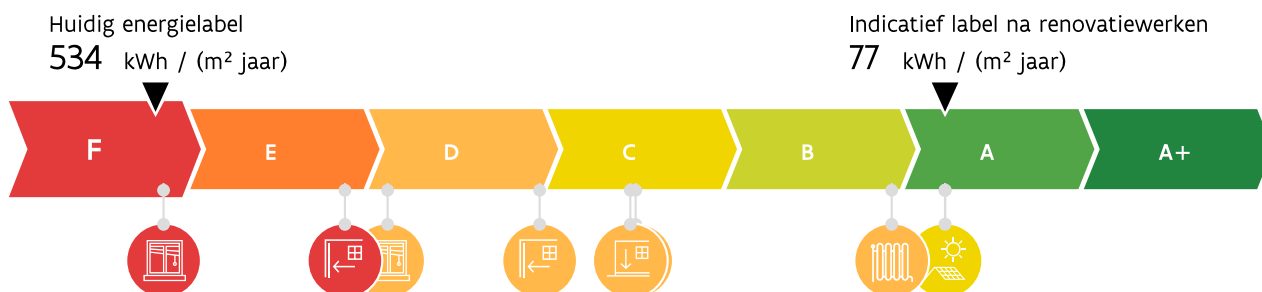 Huidig energielabel
534 kWh / (m² jaar)
Indicatief label na renovatiewerken
77 kWh / (m² jaar)
F E D C B A A+